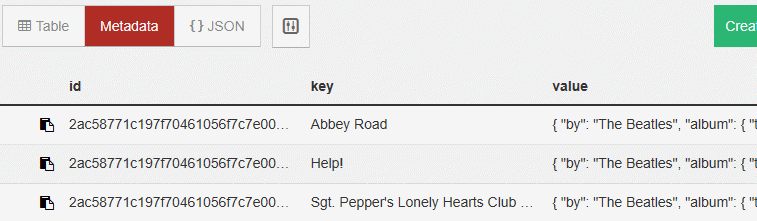 Table Metadata {} JSON Creat
id key value
2ac58771c197f70461056f7c7e00... Abbey Road { "by": "The Beatles", "album": { "t
2ac58771c197f70461056f7c7e00... Help! { "by": "The Beatles", "album": { "t
2ac58771c197f70461056f7c7e00... Sgt. Pepper's Lonely Hearts Club ... { "by": "The Beatles", "album": { "t